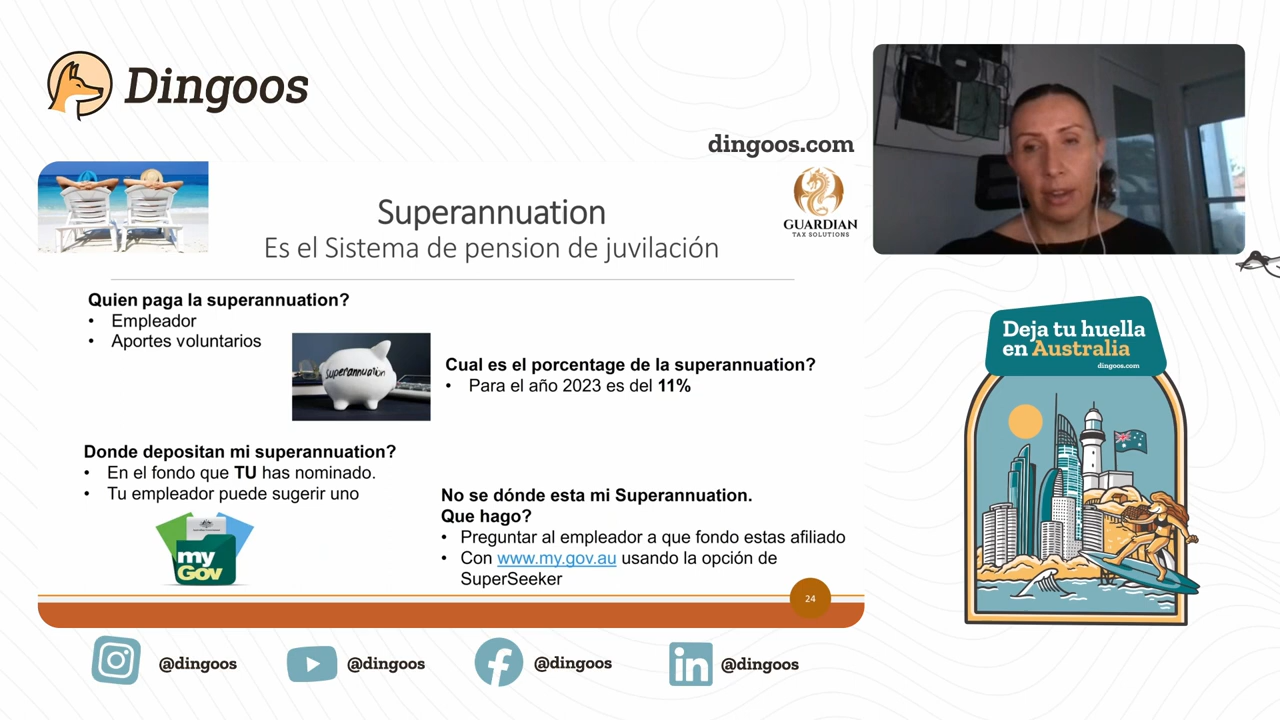 Dingoos
dingoos.com
GUARDIAN
TAX SOLUTIONS
Superannuation
Es el Sistema de pension de juvilación
Quien paga la superannuation?
• Empleador
• Aportes voluntarios
superannuation
Cual es el porcentage de la superannuation?
• Para el año 2023 es del 11%
Donde depositan mi superannuation?
• En el fondo que TU has nominado.
• Tu empleador puede sugerir uno
my
Gov
No se dónde esta mi Superannuation.
Que hago?
• Preguntar al empleador a que fondo estas afiliado
• Con www.my.gov.au usando la opción de
SuperSeeker
24
Deja tu huella
en Australia
dingoos.com
@dingoos
@dingoos
@dingoos
@dingoos